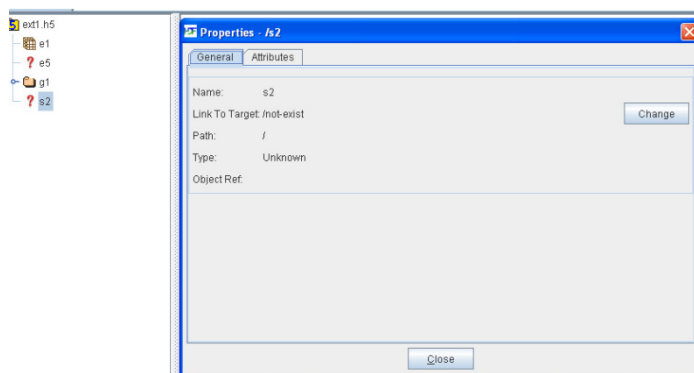 ext1.h5
e1
? e5
g1
? s2
Properties - /s2
General Attributes
Name: s2
Link To Target: /not-exist
Change
Path: /
Type: Unknown
Object Ref:
Close